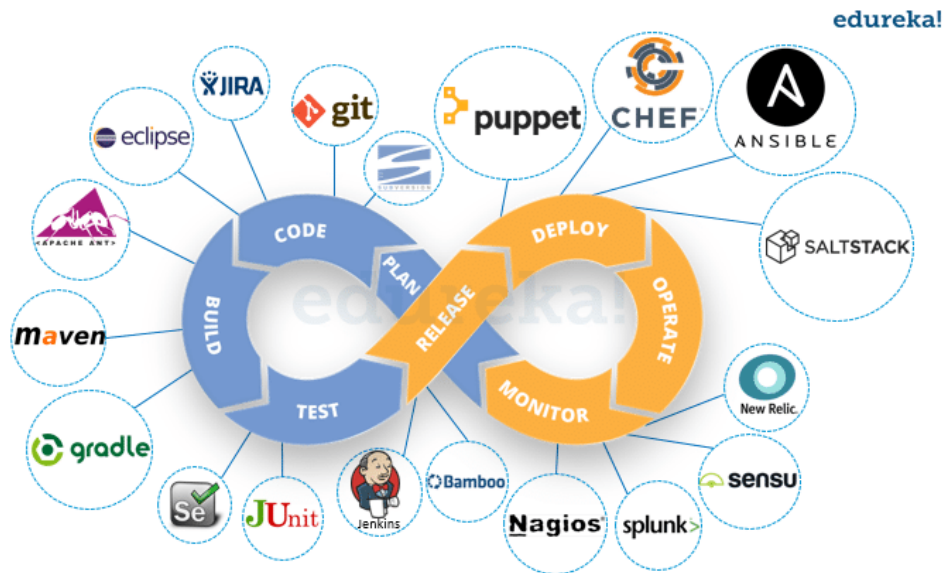 edureka!
JIRA
git
puppet
CHEF
ANSIBLE
eclipse
SUBVERSION
<APACHE ANT>
SALTSTACK
CODE
DEPLOY
PLAN
edureka!
RELEASE
BUILD
OPERATE
maven
TEST
MONITOR
New Relic.
gradle
Se
JUnit
Jenkins
Bamboo
Nagios®
splunk>
sensu